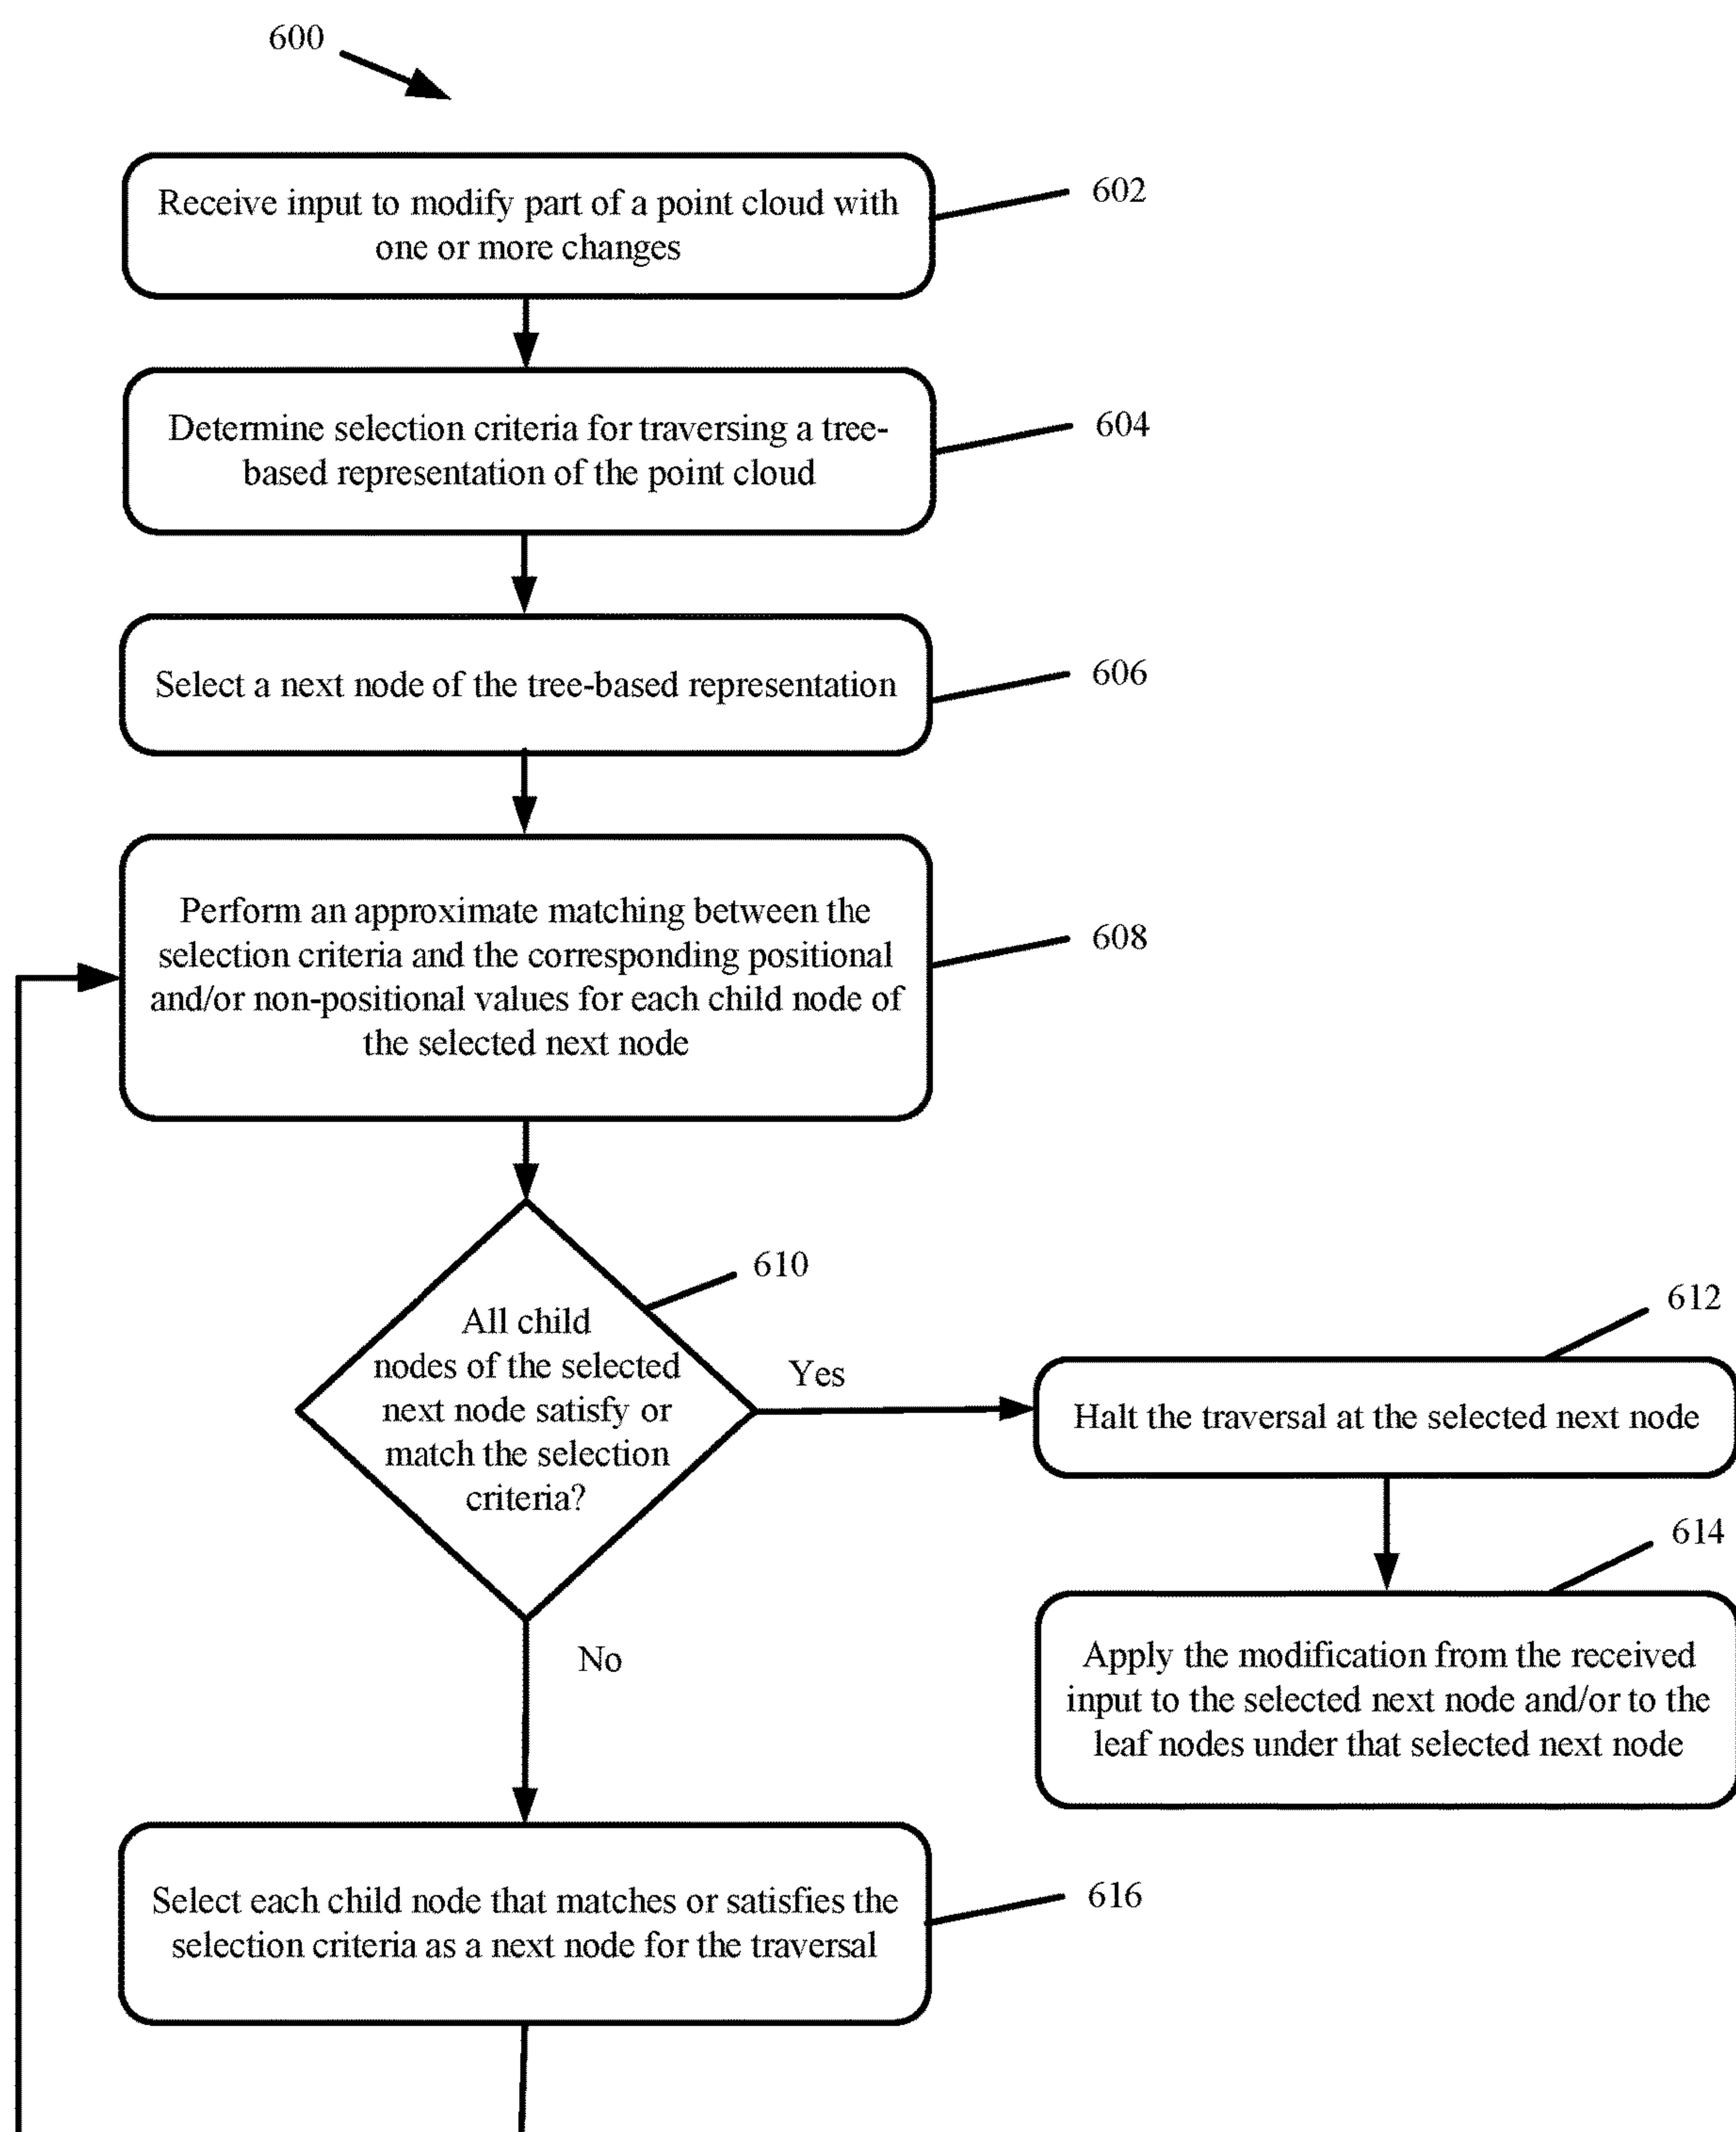 600
Receive input to modify part of a point cloud with
one or more changes
602
Determine selection criteria for traversing a tree-
based representation of the point cloud
604
Select a next node of the tree-based representation
606
Perform an approximate matching between the
selection criteria and the corresponding positional
and/or non-positional values for each child node of
the selected next node
608
All child
nodes of the selected
next node satisfy or
match the selection
criteria?
610
Yes
Halt the traversal at the selected next node
612
Apply the modification from the received
input to the selected next node and/or to the
leaf nodes under that selected next node
614
No
Select each child node that matches or satisfies the
selection criteria as a next node for the traversal
616